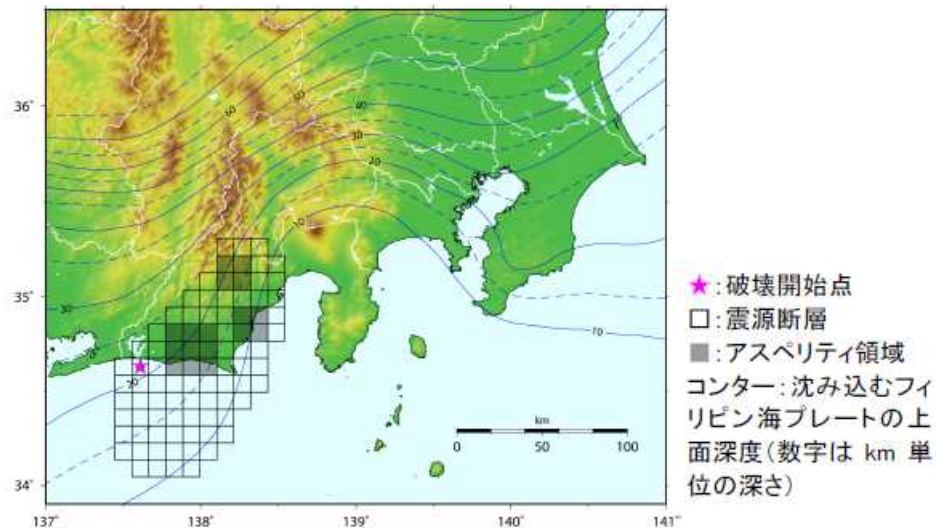 36°
35°
34°
137°
138°
139°
140°
141°
60
50
40
30
20
10
30
20
10
km
0
50
100
★:破壊開始点
□:震源断層
■:アスペリティ領域
コンター:沈み込むフィ
リピン海プレートの上
面深度(数字は km 単
位の深さ)